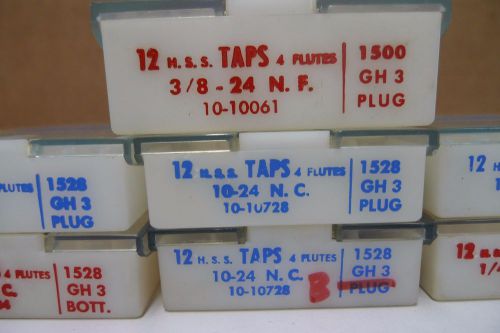 12 H. S. S. TAPS 4 FLUTES 1500
3/8 - 24 N. F. GH 3
10-10061 PLUG
FLUTES 1528
GH 3
PLUG
12 H.S.S. TAPS 4 FLUTES 1528
10-24 N. C. GH 3
10-10728 PLUG
12
4 FLUTES 1528
C. GH 3
BOTT.
12 H. S. S. TAPS 4 FLUTES 1528
10-24 N. C. GH 3
10-10728 B PLUG
12
1/4